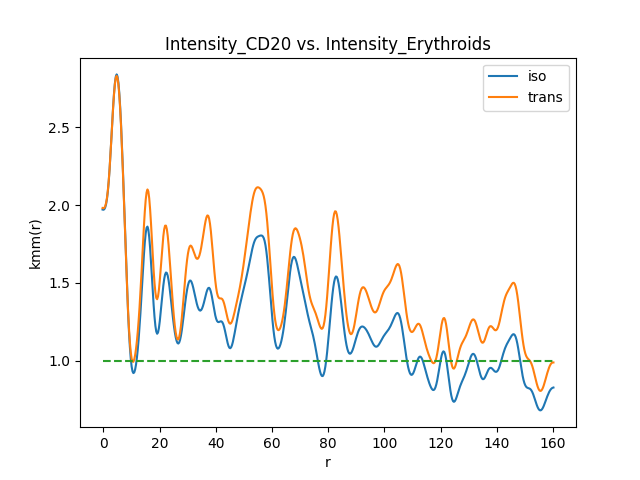 Intensity_CD20 vs. Intensity_Erythroids
iso
trans
kmm(r)
2.5
2.0
1.5
1.0
0 20 40 60 80 100 120 140 160
r